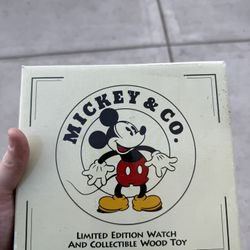 MICKEY & CO.
LIMITED EDITION WATCH
AND COLLECTIBLE WOOD TOY